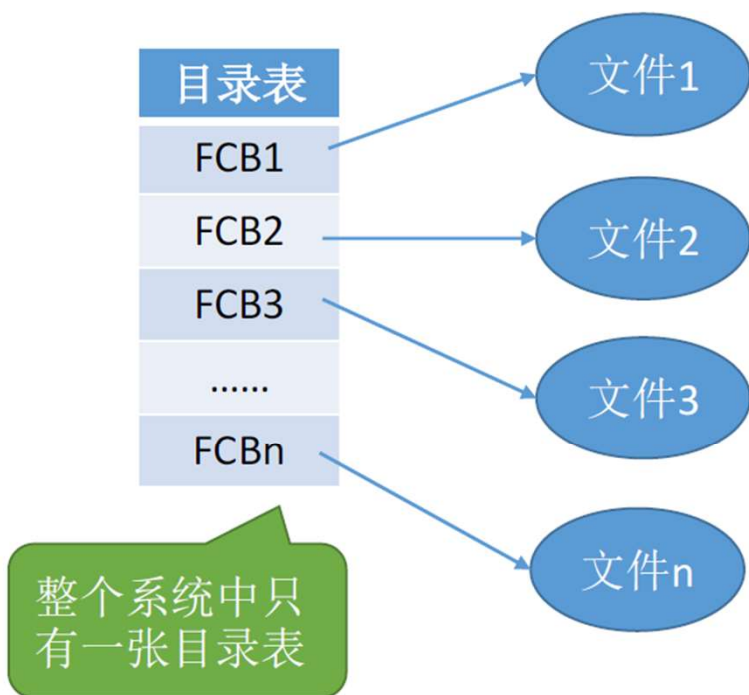 目录表
FCB1
FCB2
FCB3
......
FCBn
文件1
文件2
文件3
文件n
整个系统中只
有一张目录表